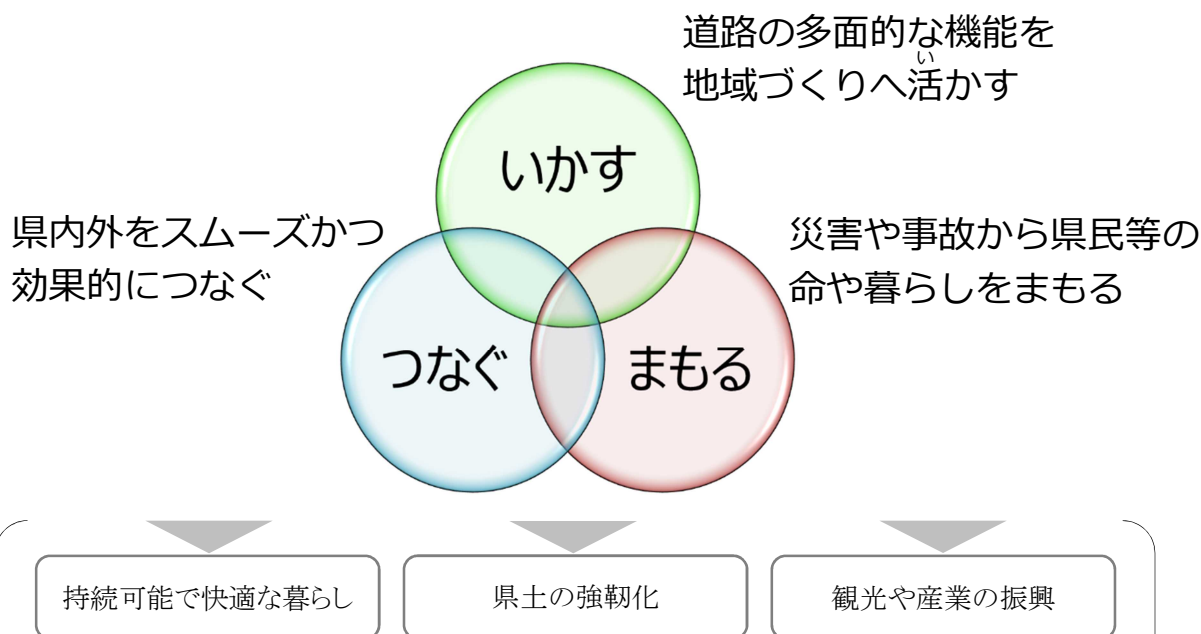 道路の多面的な機能を
い
地域づくりへ活かす
いかす
県内外をスムーズかつ
効果的につなぐ
災害や事故から県民等の
命や暮らしをまもる
つなぐ
まもる
持続可能で快適な暮らし
県土の強靭化
観光や産業の振興